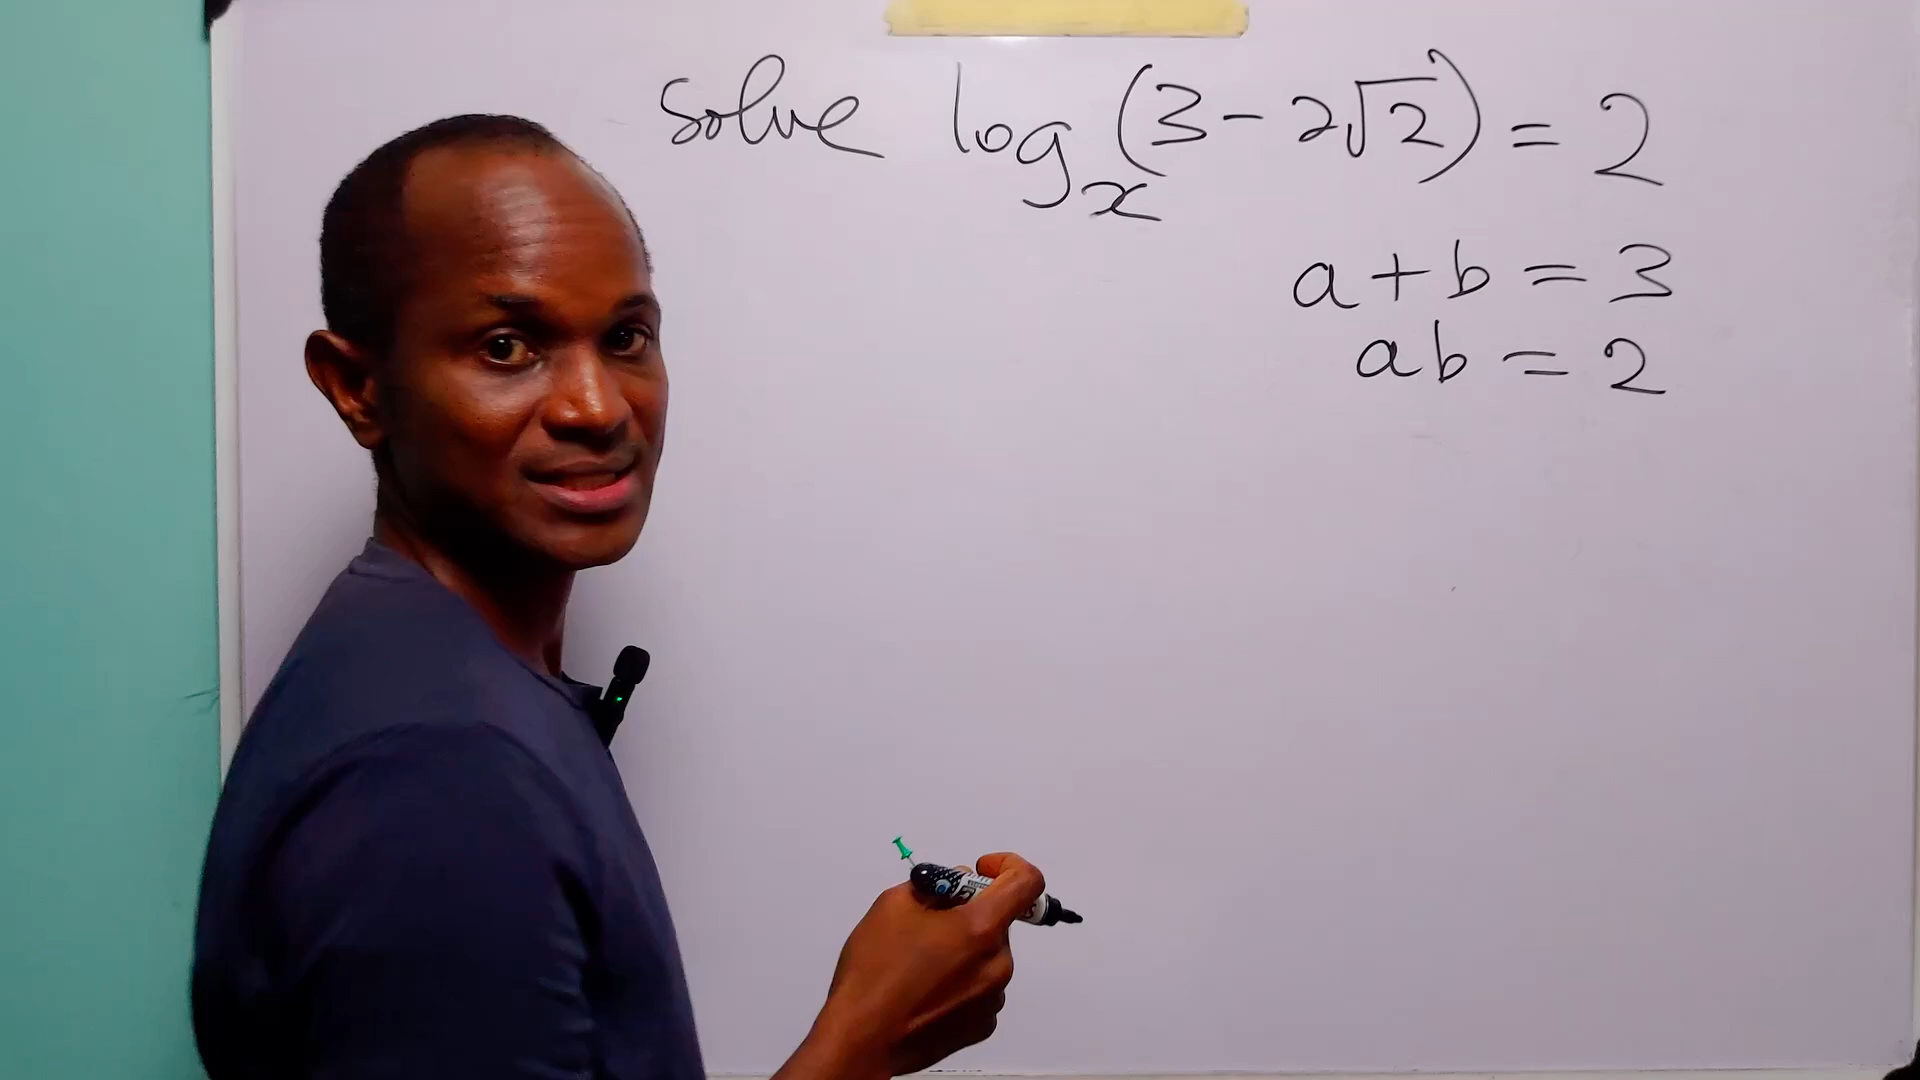 solve log_x (3 - 2√2) = 2
a + b = 3
ab = 2